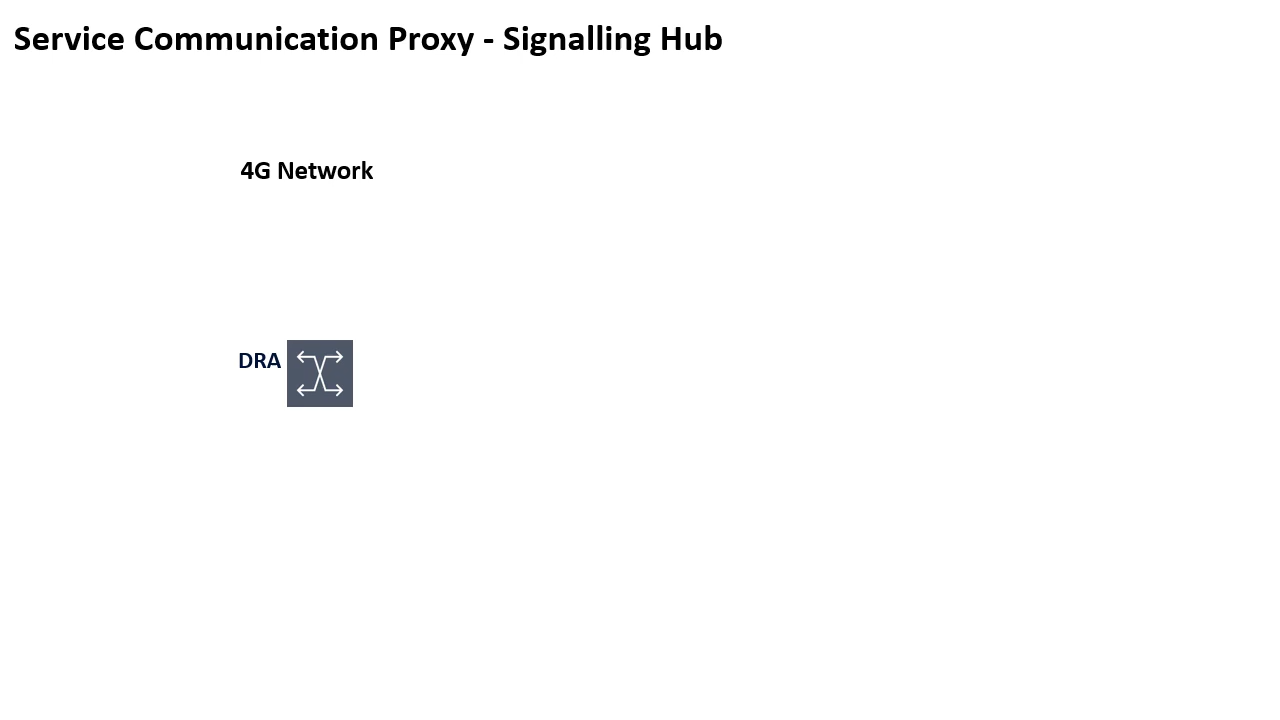 Service Communication Proxy - Signalling Hub
4G Network
DRA